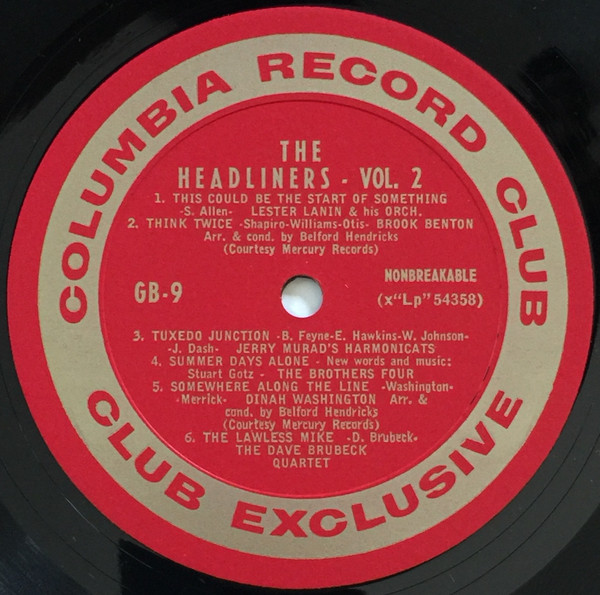 COLUMBIA RECORD CLUB
THE
HEADLINERS - VOL. 2
1. THIS COULD BE THE START OF SOMETHING
-S. Allen- LESTER LANIN & his ORCH.
2. THINK TWICE -Shapiro-Williams-Otis- BROOK BENTON
Arr. & cond. by Belford Hendricks
(Courtesy Mercury Records)
GB-9
NONBREAKABLE
(x"Lp" 54358)
3. TUXEDO JUNCTION -B. Feyne-E. Hawkins-W. Johnson-
-J. Dash- JERRY MURAD'S HARMONICATS
4. SUMMER DAYS ALONE - New words and music:
Stuart Gotz - THE BROTHERS FOUR
5. SOMEWHERE ALONG THE LINE -Washington-
-Merrick- DINAH WASHINGTON Arr. &
cond. by Belford Hendricks
(Courtesy Mercury Records)
6. THE LAWLESS MIKE -D. Brubeck-
THE DAVE BRUBECK
QUARTET
CLUB EXCLUSIVE